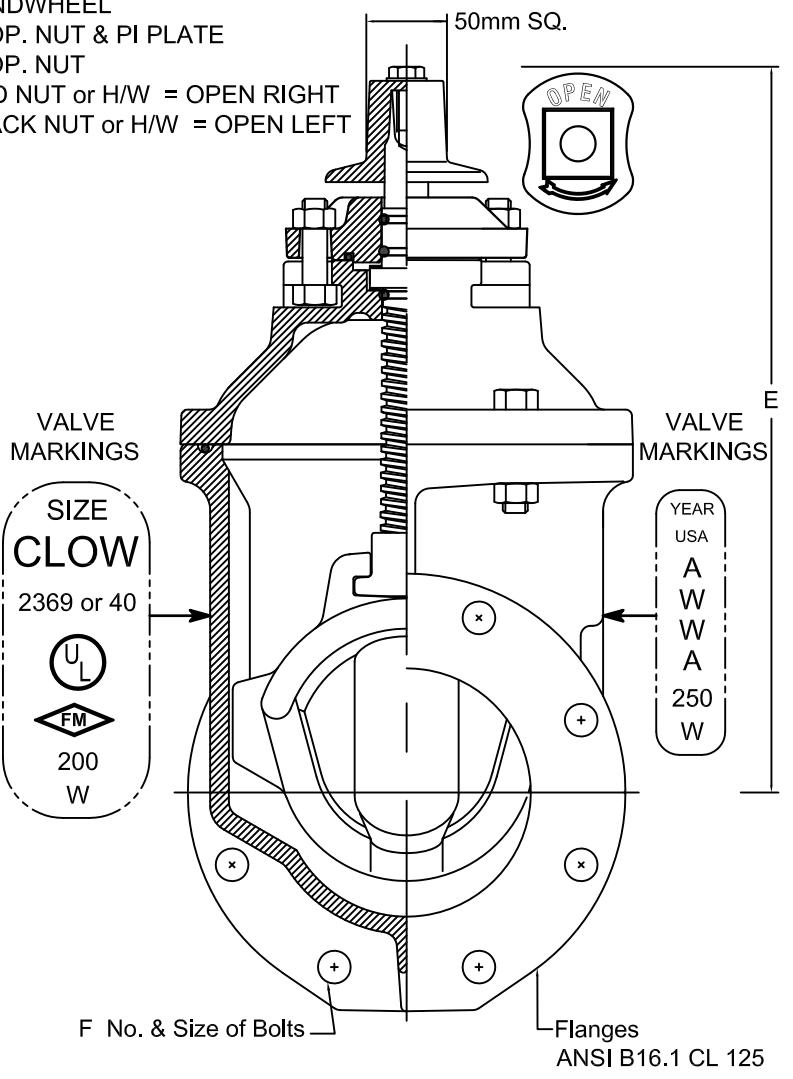 NDWHEEL
OP. NUT & PI PLATE
OP. NUT
D NUT or H/W = OPEN RIGHT
ACK NUT or H/W = OPEN LEFT
50mm SQ.
OPEN
E
VALVE
MARKINGS
SIZE
CLOW
2369 or 40
UL
FM
200
W
VALVE
MARKINGS
YEAR
USA
A
W
W
A
250
W
F No. & Size of Bolts
Flanges
ANSI B16.1 CL 125